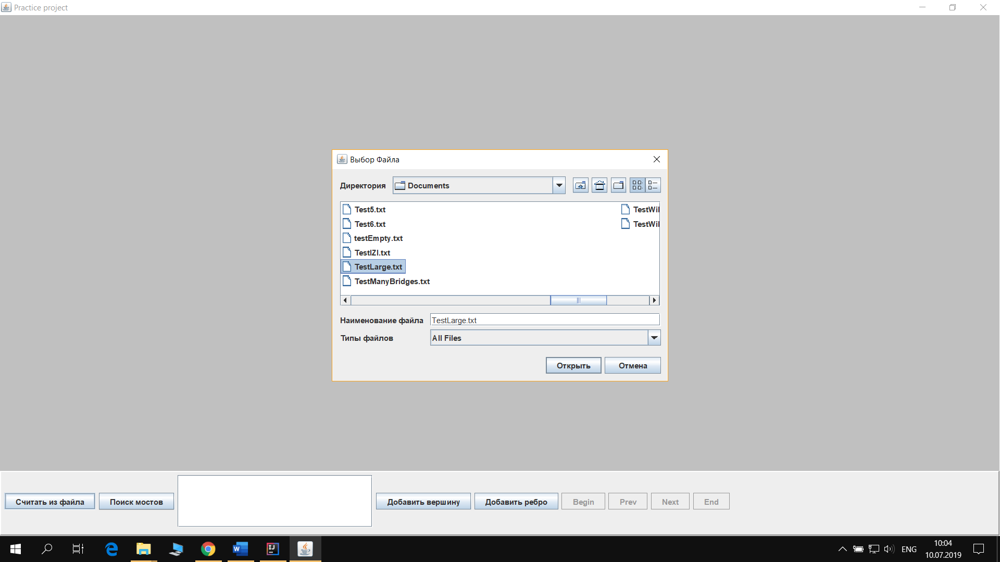 Practice project
Выбор Файла
Директория Documents
Test5.txt
Test6.txt
testEmpty.txt
TestIZI.txt
TestLarge.txt
TestManyBridges.txt
TestWil
TestWil
Наименование файла TestLarge.txt
Типы файлов All Files
Открыть Отмена
Считать из файла Поиск мостов Добавить вершину Добавить ребро Begin Prev Next End
ENG
10:04
10.07.2019